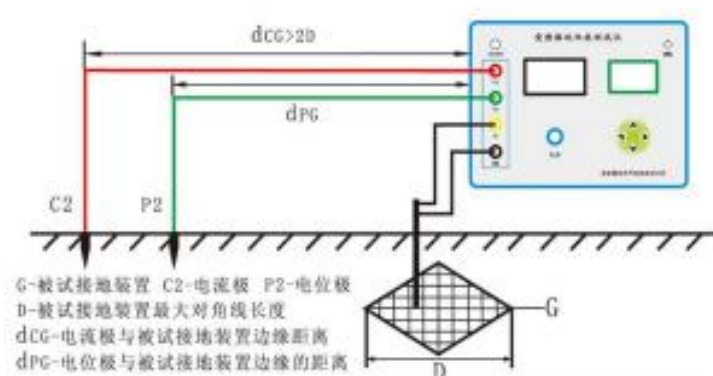 dCG>2D
dPG
C2
P2
G-被试接地装置 C2-电流极 P2-电位极
D-被试接地装置最大对角线长度
dCG-电流极与被试接地装置边缘距离
dPG-电位极与被试接地装置边缘的距离
G
D